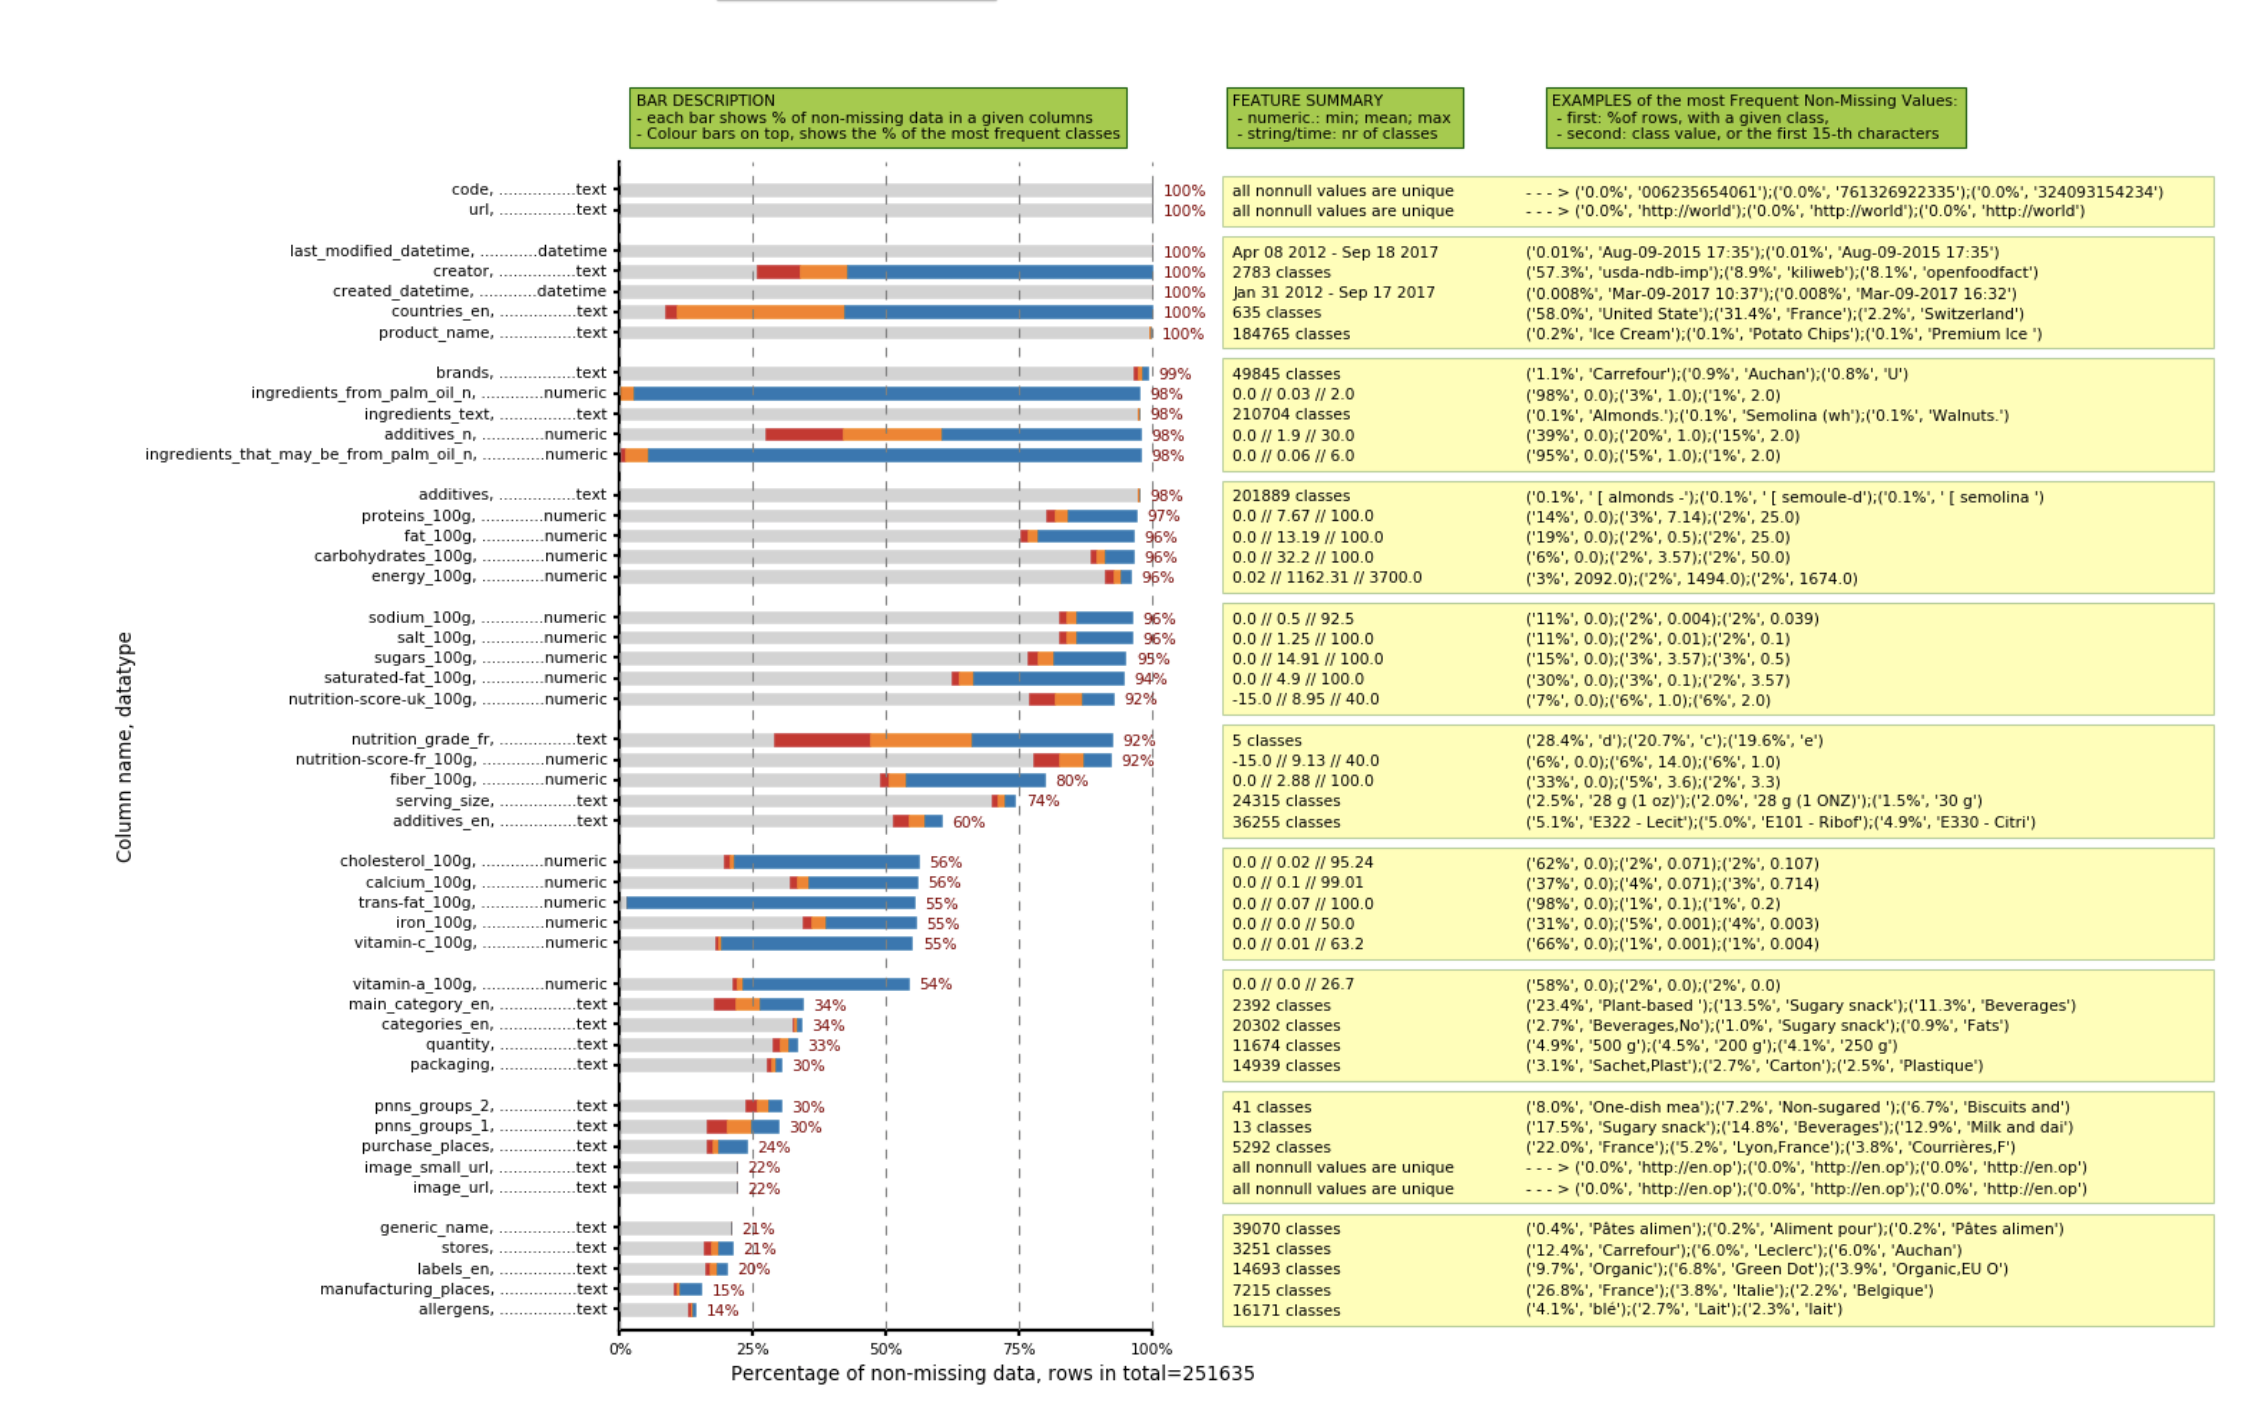 BAR DESCRIPTION
- each bar shows % of non-missing data in a given columns
- Colour bars on top, shows the % of the most frequent classes
FEATURE SUMMARY
- numeric.: min; mean; max
- string/time: nr of classes
EXAMPLES of the most Frequent Non-Missing Values:
- first: %of rows, with a given class,
- second: class value, or the first 15-th characters
code, ................text 100% all nonnull values are unique - - - > ('0.0%', '006235654061');('0.0%', '761326922335');('0.0%', '324093154234')
url, ................text 100% all nonnull values are unique - - - > ('0.0%', 'http://world');('0.0%', 'http://world');('0.0%', 'http://world')
last_modified_datetime, ............datetime 100% Apr 08 2012 - Sep 18 2017 ('0.01%', 'Aug-09-2015 17:35');('0.01%', 'Aug-09-2015 17:35')
creator, ................text 100% 2783 classes ('57.3%', 'usda-ndb-imp');('8.9%', 'kiliweb');('8.1%', 'openfoodfact')
created_datetime, ............datetime 100% Jan 31 2012 - Sep 17 2017 ('0.008%', 'Mar-09-2017 10:37');('0.008%', 'Mar-09-2017 16:32')
countries_en, ................text 100% 635 classes ('58.0%', 'United State');('31.4%', 'France');('2.2%', 'Switzerland')
product_name, ................text 100% 184765 classes ('0.2%', 'Ice Cream');('0.1%', 'Potato Chips');('0.1%', 'Premium Ice ')
brands, ................text 99% 49845 classes ('1.1%', 'Carrefour');('0.9%', 'Auchan');('0.8%', 'U')
ingredients_from_palm_oil_n, .............numeric 98% 0.0 // 0.03 // 2.0 ('98%', 0.0);('3%', 1.0);('1%', 2.0)
ingredients_text, ................text 98% 210704 classes ('0.1%', 'Almonds.');('0.1%', 'Semolina (wh');('0.1%', 'Walnuts.')
additives_n, .............numeric 98% 0.0 // 1.9 // 30.0 ('39%', 0.0);('20%', 1.0);('15%', 2.0)
ingredients_that_may_be_from_palm_oil_n, .............numeric 98% 0.0 // 0.06 // 6.0 ('95%', 0.0);('5%', 1.0);('1%', 2.0)
additives, ................text 98% 201889 classes ('0.1%', ' [ almonds -');('0.1%', ' [ semoule-d');('0.1%', ' [ semolina ')
proteins_100g, .............numeric 97% 0.0 // 7.67 // 100.0 ('14%', 0.0);('3%', 7.14);('2%', 25.0)
fat_100g, .............numeric 96% 0.0 // 13.19 // 100.0 ('19%', 0.0);('2%', 0.5);('2%', 25.0)
carbohydrates_100g, .............numeric 96% 0.0 // 32.2 // 100.0 ('6%', 0.0);('2%', 3.57);('2%', 50.0)
energy_100g, .............numeric 96% 0.02 // 1162.31 // 3700.0 ('3%', 2092.0);('2%', 1494.0);('2%', 1674.0)
sodium_100g, .............numeric 96% 0.0 // 0.5 // 92.5 ('11%', 0.0);('2%', 0.004);('2%', 0.039)
salt_100g, .............numeric 96% 0.0 // 1.25 // 100.0 ('11%', 0.0);('2%', 0.01);('2%', 0.1)
sugars_100g, .............numeric 95% 0.0 // 14.91 // 100.0 ('15%', 0.0);('3%', 3.57);('3%', 0.5)
saturated-fat_100g, .............numeric 94% 0.0 // 4.9 // 100.0 ('30%', 0.0);('3%', 0.1);('2%', 3.57)
nutrition-score-uk_100g, .............numeric 92% -15.0 // 8.95 // 40.0 ('7%', 0.0);('6%', 1.0);('6%', 2.0)
nutrition_grade_fr, ................text 92% 5 classes ('28.4%', 'd');('20.7%', 'c');('19.6%', 'e')
nutrition-score-fr_100g, .............numeric 92% -15.0 // 9.13 // 40.0 ('6%', 0.0);('6%', 14.0);('6%', 1.0)
fiber_100g, .............numeric 80% 0.0 // 2.88 // 100.0 ('33%', 0.0);('5%', 3.6);('2%', 3.3)
serving_size, ................text 74% 24315 classes ('2.5%', '28 g (1 oz)');('2.0%', '28 g (1 ONZ)');('1.5%', '30 g')
additives_en, ................text 60% 36255 classes ('5.1%', 'E322 - Lecit');('5.0%', 'E101 - Ribof');('4.9%', 'E330 - Citri')
cholesterol_100g, .............numeric 56% 0.0 // 0.02 // 95.24 ('62%', 0.0);('2%', 0.071);('2%', 0.107)
calcium_100g, .............numeric 56% 0.0 // 0.1 // 99.01 ('37%', 0.0);('4%', 0.071);('3%', 0.714)
trans-fat_100g, .............numeric 55% 0.0 // 0.07 // 100.0 ('98%', 0.0);('1%', 0.1);('1%', 0.2)
iron_100g, .............numeric 55% 0.0 // 0.0 // 50.0 ('31%', 0.0);('5%', 0.001);('4%', 0.003)
vitamin-c_100g, .............numeric 55% 0.0 // 0.01 // 63.2 ('66%', 0.0);('1%', 0.001);('1%', 0.004)
vitamin-a_100g, .............numeric 54% 0.0 // 0.0 // 26.7 ('58%', 0.0);('2%', 0.0);('2%', 0.0)
main_category_en, ................text 34% 2392 classes ('23.4%', 'Plant-based ');('13.5%', 'Sugary snack');('11.3%', 'Beverages')
categories_en, ................text 34% 20302 classes ('2.7%', 'Beverages,No');('1.0%', 'Sugary snack');('0.9%', 'Fats')
quantity, ................text 33% 11674 classes ('4.9%', '500 g');('4.5%', '200 g');('4.1%', '250 g')
packaging, ................text 30% 14939 classes ('3.1%', 'Sachet,Plast');('2.7%', 'Carton');('2.5%', 'Plastique')
pnns_groups_2, ................text 30% 41 classes ('8.0%', 'One-dish mea');('7.2%', 'Non-sugared ');('6.7%', 'Biscuits and')
pnns_groups_1, ................text 30% 13 classes ('17.5%', 'Sugary snack');('14.8%', 'Beverages');('12.9%', 'Milk and dai')
purchase_places, ................text 24% 5292 classes ('22.0%', 'France');('5.2%', 'Lyon,France');('3.8%', 'Courrières,F')
image_small_url, ................text 22% all nonnull values are unique - - - > ('0.0%', 'http://en.op');('0.0%', 'http://en.op');('0.0%', 'http://en.op')
image_url, ................text 22% all nonnull values are unique - - - > ('0.0%', 'http://en.op');('0.0%', 'http://en.op');('0.0%', 'http://en.op')
generic_name, ................text 21% 39070 classes ('0.4%', 'Pâtes alimen');('0.2%', 'Aliment pour');('0.2%', 'Pâtes alimen')
stores, ................text 21% 3251 classes ('12.4%', 'Carrefour');('6.0%', 'Leclerc');('6.0%', 'Auchan')
labels_en, ................text 20% 14693 classes ('9.7%', 'Organic');('6.8%', 'Green Dot');('3.9%', 'Organic,EU O')
manufacturing_places, ................text 15% 7215 classes ('26.8%', 'France');('3.8%', 'Italie');('2.2%', 'Belgique')
allergens, ................text 14% 16171 classes ('4.1%', 'blé');('2.7%', 'Lait');('2.3%', 'lait')
Column name, datatype
0% 25% 50% 75% 100%
Percentage of non-missing data, rows in total=251635